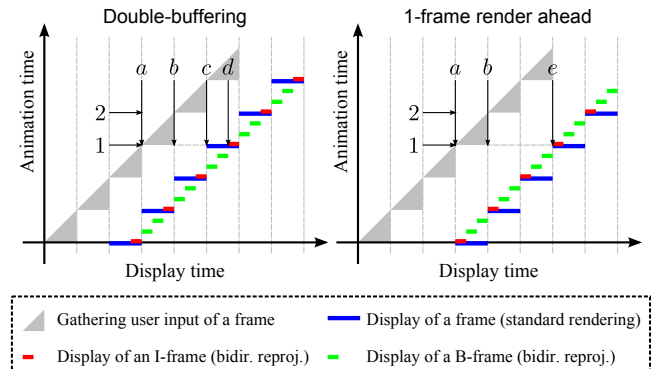 Double-buffering
1-frame render ahead
Animation time
a b c d
2
1
Display time
Animation time
a b e
2
1
Display time
Gathering user input of a frame
Display of a frame (standard rendering)
Display of an I-frame (bidir. reproj.)
Display of a B-frame (bidir. reproj.)